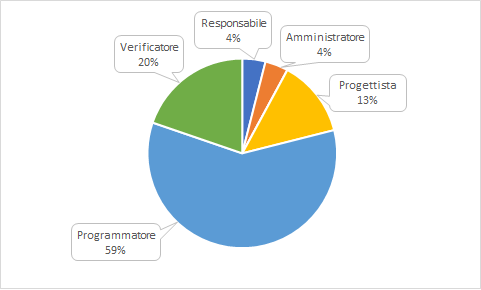 Responsabile
4%
Amministratore
4%
Verificatore
20%
Progettista
13%
Programmatore
59%